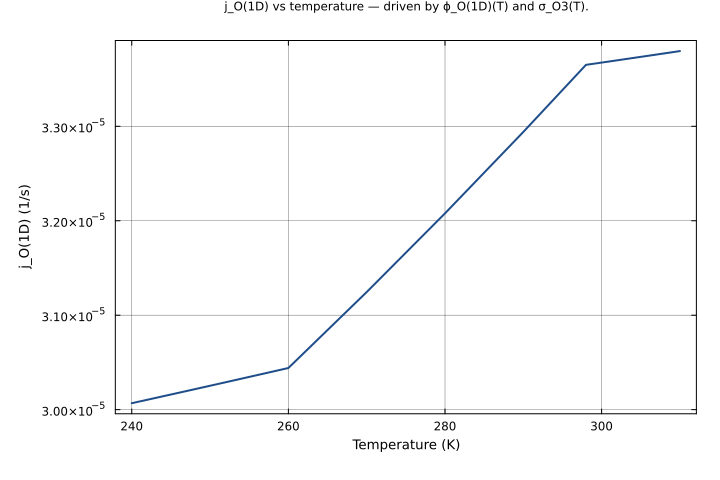 j_O(1D) vs temperature — driven by ϕ_O(1D)(T) and σ_O3(T).
3.30×10⁻⁵
3.20×10⁻⁵
3.10×10⁻⁵
3.00×10⁻⁵
j_O(1D) (1/s)
240 260 280 300
Temperature (K)